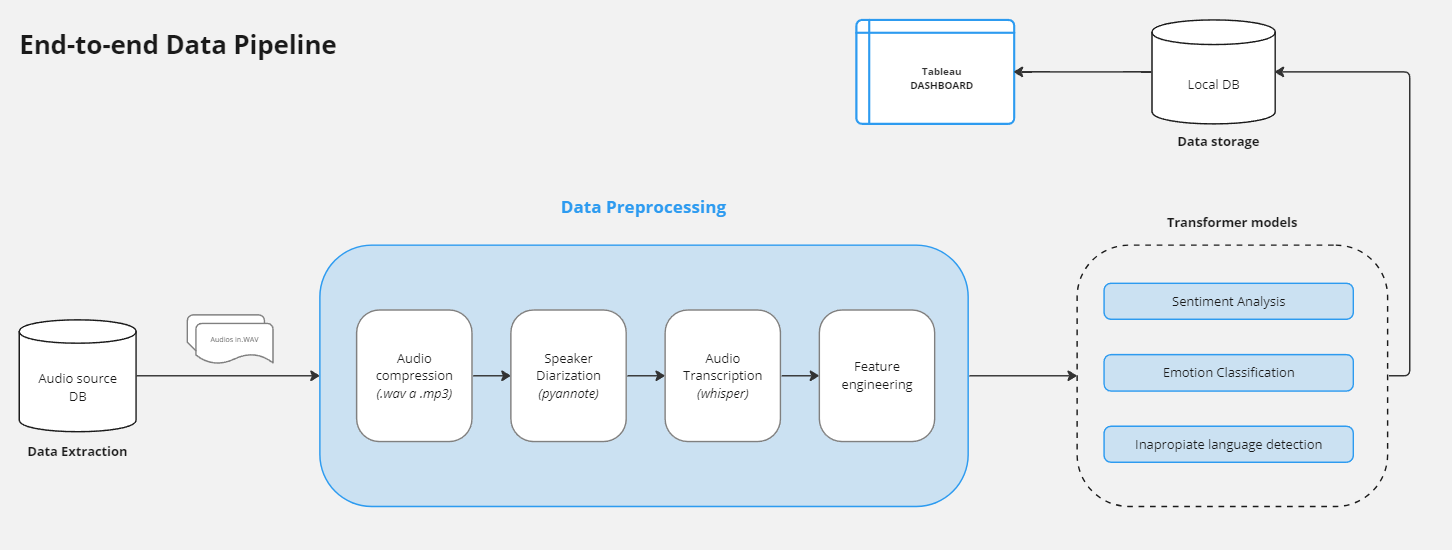 End-to-end Data Pipeline
Tableau
DASHBOARD
Local DB
Data storage
Data Preprocessing
Transformer models
Audios in.WAV
Audio source
DB
Data Extraction
Audio
compression
(.wav a .mp3)
Speaker
Diarization
(pyannote)
Audio
Transcription
(whisper)
Feature
engineering
Sentiment Analysis
Emotion Classification
Inapropiate language detection